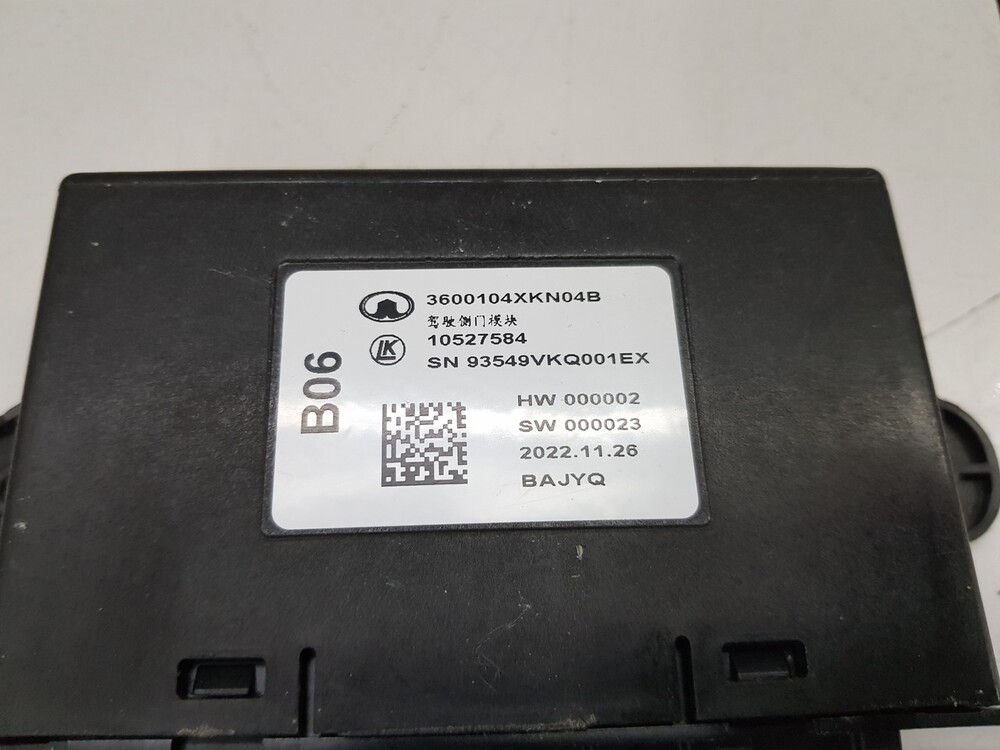 3600104XKN04B
驾驶侧门模块
LK
10527584
SN 93549VKQ001EX
B06
HW 000002
SW 000023
2022.11.26
BAJYQ